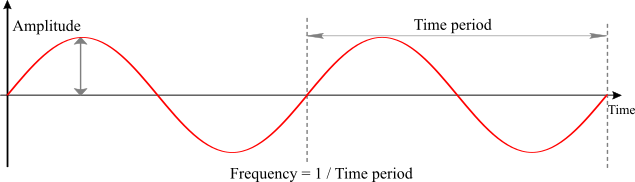 Amplitude
Time period
Time
Frequency = 1 / Time period